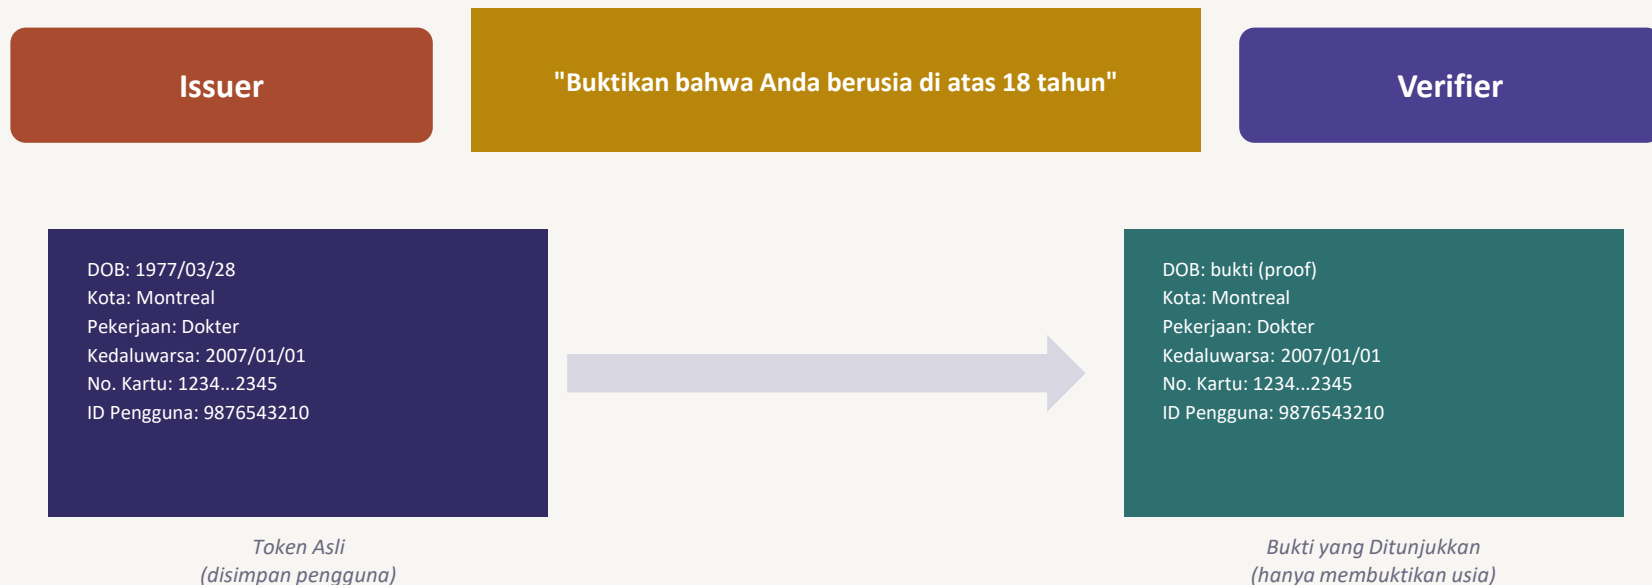 Issuer
"Buktikan bahwa Anda berusia di atas 18 tahun"
Verifier
DOB: 1977/03/28
Kota: Montreal
Pekerjaan: Dokter
Kedaluwarsa: 2007/01/01
No. Kartu: 1234...2345
ID Pengguna: 9876543210
Token Asli
(disimpan pengguna)
DOB: bukti (proof)
Kota: Montreal
Pekerjaan: Dokter
Kedaluwarsa: 2007/01/01
No. Kartu: 1234...2345
ID Pengguna: 9876543210
Bukti yang Ditunjukkan
(hanya membuktikan usia)